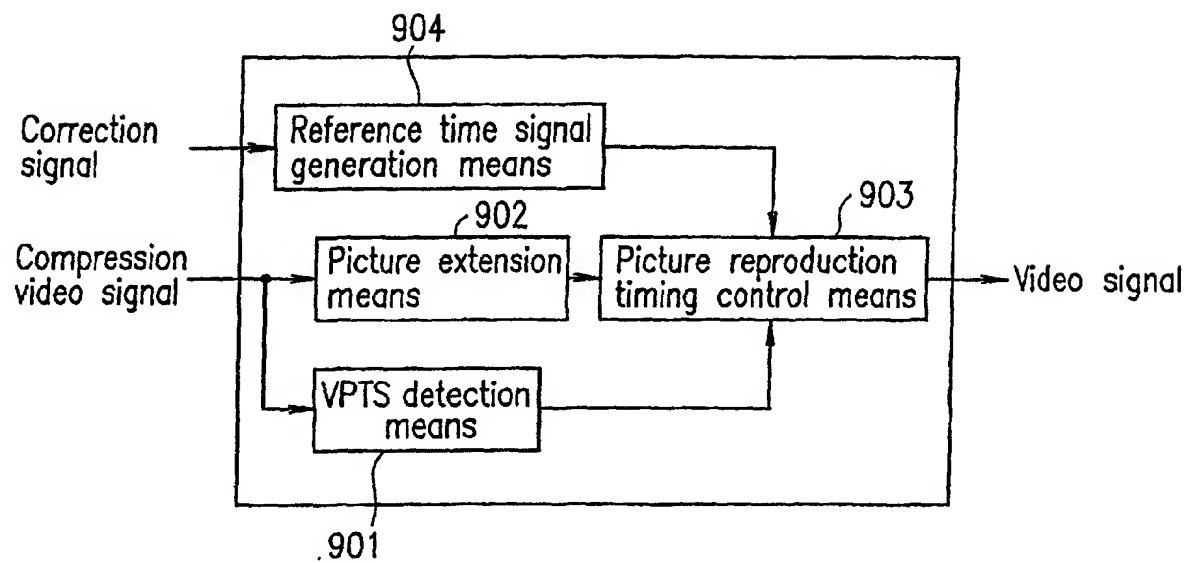 904
Correction
signal
Reference time signal
generation means
903
902
Compression
video signal
Picture extension
means
Picture reproduction
timing control means
Video signal
VPTS detection
means
901